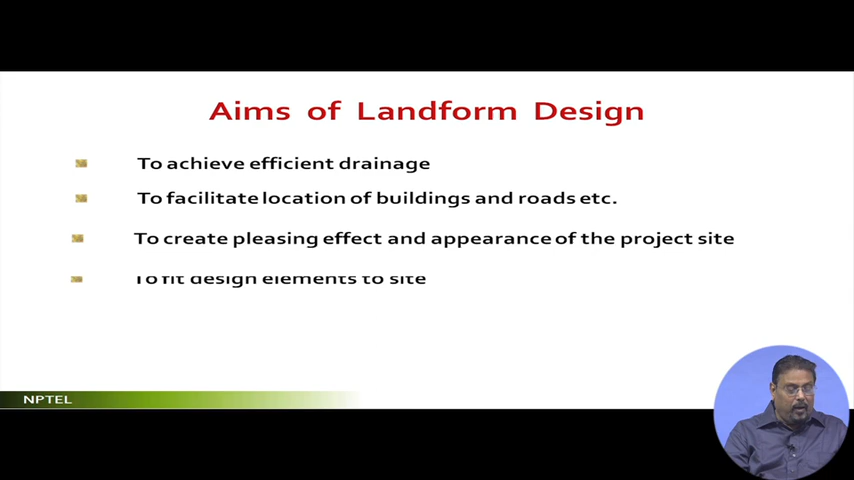 Aims of Landform Design
To achieve efficient drainage
To facilitate location of buildings and roads etc.
To create pleasing effect and appearance of the project site
To fit design elements to site
NPTEL